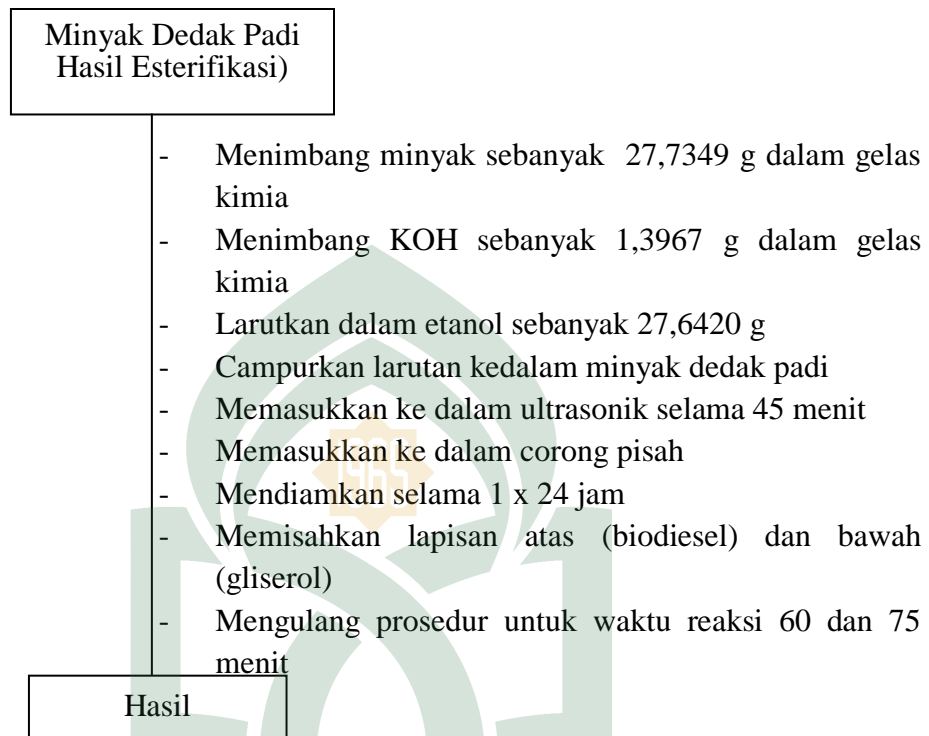 Minyak Dedak Padi
Hasil Esterifikasi)
- Menimbang minyak sebanyak 27,7349 g dalam gelas
kimia
- Menimbang KOH sebanyak 1,3967 g dalam gelas
kimia
- Larutkan dalam etanol sebanyak 27,6420 g
- Campurkan larutan kedalam minyak dedak padi
- Memasukkan ke dalam ultrasonik selama 45 menit
- Memasukkan ke dalam corong pisah
1965
- Mendiamkan selama 1 x 24 jam
- Memisahkan lapisan atas (biodiesel) dan bawah
(gliserol)
- Mengulang prosedur untuk waktu reaksi 60 dan 75
menit
Hasil